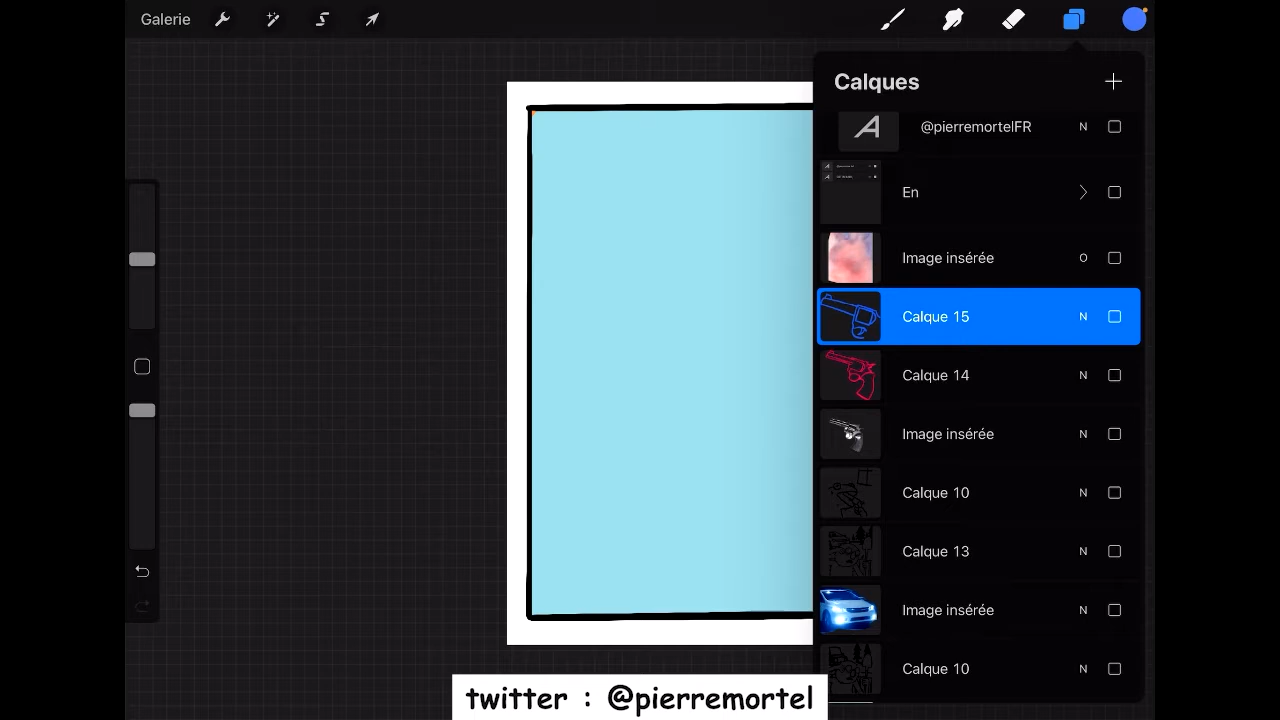 Galerie
Calques
@pierremortelFR N
En
Image insérée O
Calque 15 N
Calque 14 N
Image insérée N
Calque 10 N
Calque 13 N
Image insérée N
Calque 10 N
twitter : @pierremortel